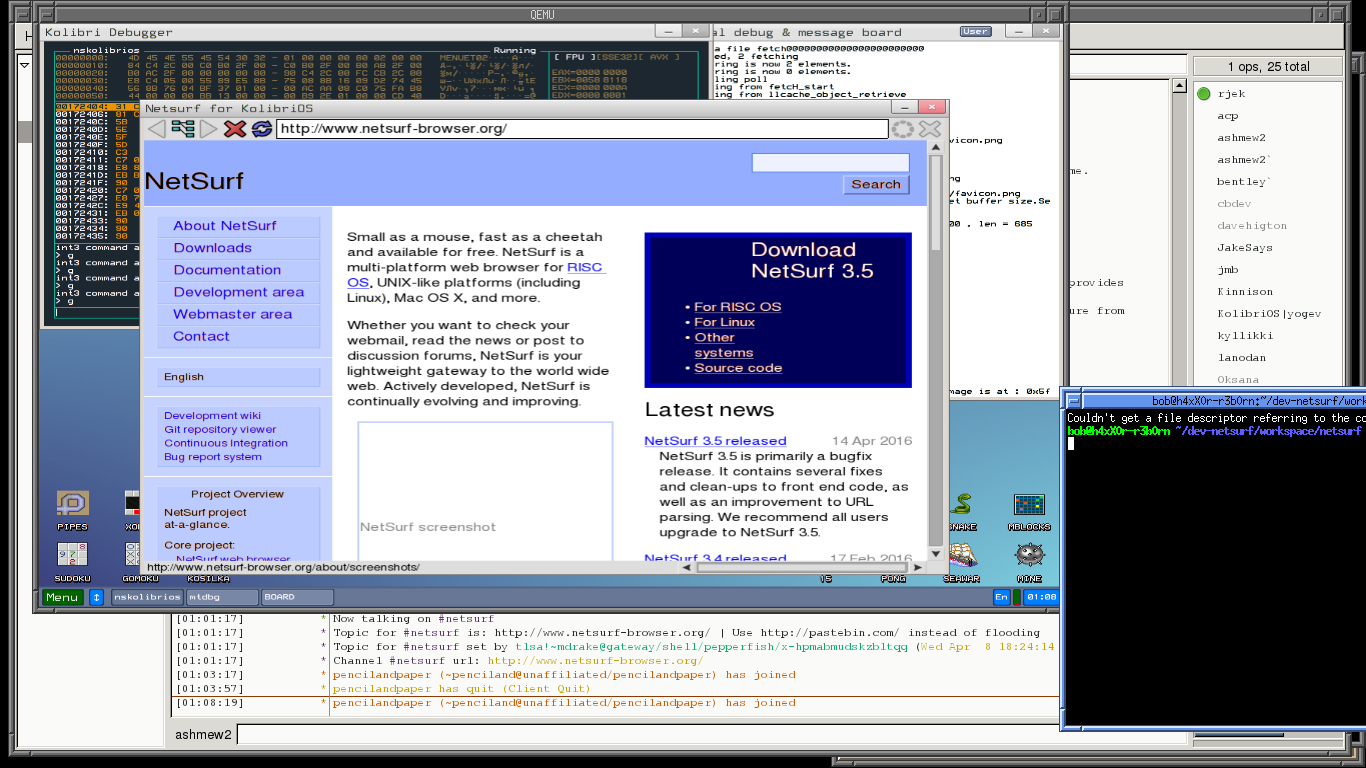 QEMU
Kolibri Debugger
al debug & message board
User
1 ops, 25 total
nskolibrios
Running
[ FPU ][SSE32][ AVX ]
a file fetch00000000000000000000000
ed, 2 fetching
ring is now 2 elements.
ring is now 0 elements.
lling poll
ing from fetcH_start
ing from llcache_object_retrieve
Netsurf for KolibriOS
http://www.netsurf-browser.org/
NetSurf
Search
About NetSurf
Downloads
Documentation
Development area
Webmaster area
Contact
English
Development wiki
Git repository viewer
Continuous Integration
Bug report system
Project Overview
NetSurf project
at-a-glance.
Core project:
NetSurf web browser
Small as a mouse, fast as a cheetah
and available for free. NetSurf is a
multi-platform web browser for RISC
OS, UNIX-like platforms (including
Linux), Mac OS X, and more.
Whether you want to check your
webmail, read the news or post to
discussion forums, NetSurf is your
lightweight gateway to the world wide
web. Actively developed, NetSurf is
continually evolving and improving.
NetSurf screenshot
Download
NetSurf 3.5
• For RISC OS
• For Linux
• Other
systems
• Source code
Latest news
NetSurf 3.5 released 14 Apr 2016
NetSurf 3.5 is primarily a bugfix
release. It contains several fixes
and clean-ups to front end code, as
well as an improvement to URL
parsing. We recommend all users
upgrade to NetSurf 3.5.
NetSurf 3.4 released 17 Feb 2016
http://www.netsurf-browser.org/about/screenshots/
int3 command a
> g
int3 command a
> g
int3 command a
> g
int3 command a
> g
vicon.png
ng
/favicon.png
et buffer size.Se
00 , len = 685
mage is at : 0x5f
me.
provides
ure from
rjek
acp
ashmew2
ashmew2`
bentley`
cbdev
davehigton
JakeSays
jmb
Kinnison
KolibriOS|yogev
kyllikki
lanodan
Oksana
bob@h4xX0r-r3b0rn:~/dev-netsurf/work
Couldn't get a file descriptor referring to the co
bob@h4xX0r-r3b0rn ~/dev-netsurf/workspace/netsurf
PIPES
SUDOKU
GOMOKU
KOSILKA
15
PONG
SNAKE
MBLOCKS
SEAWAR
MINE
Menu
nskolibrios
mtdbg
BOARD
En
01:08
* Now talking on #netsurf
[01:01:17] * Topic for #netsurf is: http://www.netsurf-browser.org/ | Use http://pastebin.com/ instead of flooding
[01:01:17] * Topic for #netsurf set by tlsa!~mdrake@gateway/shell/pepperfish/x-hpmabmudskzbltqq (Wed Apr 8 18:24:14
[01:01:17] * Channel #netsurf url: http://www.netsurf-browser.org/
[01:03:17] * pencilandpaper (~penciland@unaffiliated/pencilandpaper) has joined
[01:03:57] * pencilandpaper has quit (Client Quit)
[01:08:19] * pencilandpaper (~penciland@unaffiliated/pencilandpaper) has joined
ashmew2